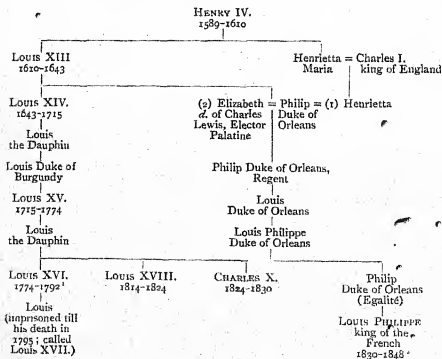 HENRY IV.
1589-1610
LOUIS XIII
1610-1643
Henrietta = Charles I.
Maria king of England
LOUIS XIV.
1643-1715
(2) Elizabeth = Philip = (1) Henrietta
d. of Charles Duke of
Lewis, Elector Orleans
Palatine
Louis
the Dauphin
Louis Duke of
Burgundy
Philip Duke of Orleans,
Regent
LOUIS XV.
1715-1774
Louis
Duke of Orleans
Louis
the Dauphin
Louis Philippe
Duke of Orleans
LOUIS XVI.
1774-1792
LOUIS XVIII.
1814-1824
CHARLES X.
1824-1830
Philip
Duke of Orleans
(Egalité)
Louis
(imprisoned till
his death in
1795; called
Louis XVII.)
LOUIS PHILIPPE
king of the
French
1830-1848